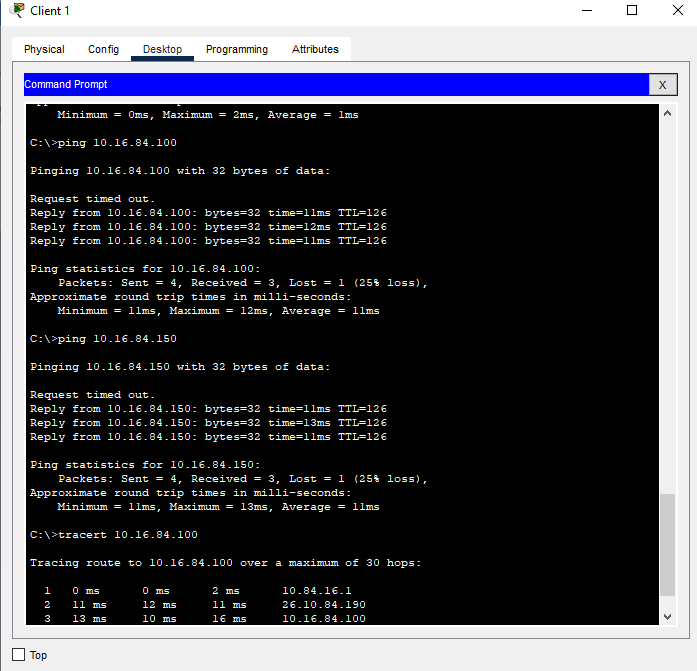 Client 1
Physical Config Desktop Programming Attributes
Command Prompt X
Minimum = 0ms, Maximum = 2ms, Average = 1ms
C:\>ping 10.16.84.100
Pinging 10.16.84.100 with 32 bytes of data:
Request timed out.
Reply from 10.16.84.100: bytes=32 time=11ms TTL=126
Reply from 10.16.84.100: bytes=32 time=12ms TTL=126
Reply from 10.16.84.100: bytes=32 time=11ms TTL=126
Ping statistics for 10.16.84.100:
Packets: Sent = 4, Received = 3, Lost = 1 (25% loss),
Approximate round trip times in milli-seconds:
Minimum = 11ms, Maximum = 12ms, Average = 11ms
C:\>ping 10.16.84.150
Pinging 10.16.84.150 with 32 bytes of data:
Request timed out.
Reply from 10.16.84.150: bytes=32 time=11ms TTL=126
Reply from 10.16.84.150: bytes=32 time=13ms TTL=126
Reply from 10.16.84.150: bytes=32 time=11ms TTL=126
Ping statistics for 10.16.84.150:
Packets: Sent = 4, Received = 3, Lost = 1 (25% loss),
Approximate round trip times in milli-seconds:
Minimum = 11ms, Maximum = 13ms, Average = 11ms
C:\>tracert 10.16.84.100
Tracing route to 10.16.84.100 over a maximum of 30 hops:
1 0 ms 0 ms 2 ms 10.84.16.1
2 11 ms 12 ms 11 ms 26.10.84.190
3 13 ms 10 ms 16 ms 10.16.84.100
Top